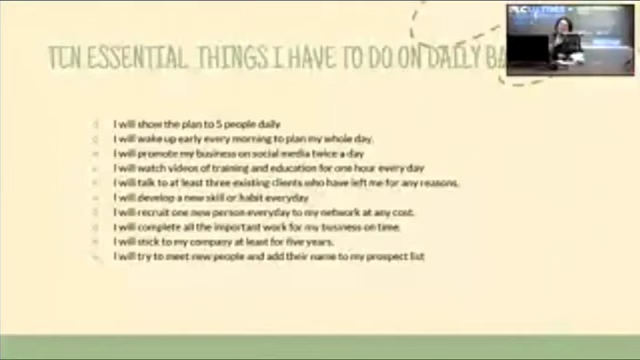 TEN ESSENTIAL THINGS I HAVE TO DO ON DAILY
I will show the plan to 5 people daily
I will wake up early every morning to plan my whole day.
I will promote my business on social media twice a day
I will watch videos of training and education for one hour every day
I will talk to at least three existing clients who have left me for any reasons.
I will develop a new skill or habit everyday
I will recruit one new person everyday to my network at any cost.
I will complete all the important work for my business on time.
I will stick to my company at least for five years.
I will try to meet new people and add their name to my prospect list